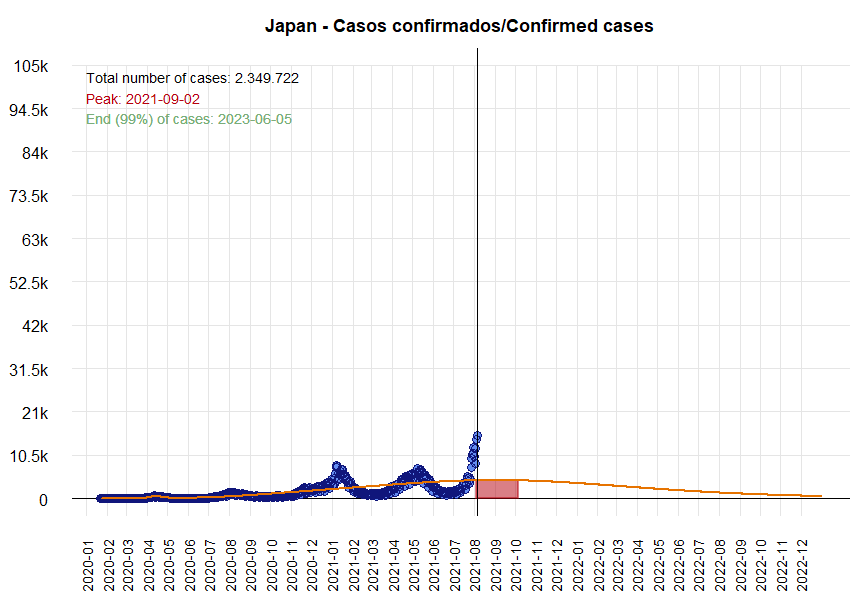 Japan - Casos confirmados/Confirmed cases
105k
Total number of cases: 2.349.722
Peak: 2021-09-02
94.5k
End (99%) of cases: 2023-06-05
84k
73.5k
63k
52.5k
42k
31.5k
21k
10.5k
0
2020-01
2020-02
2020-03
2020-04
2020-05
2020-06
2020-07
2020-08
2020-09
2020-10
2020-11
2020-12
2021-01
2021-02
2021-03
2021-04
2021-05
2021-06
2021-07
2021-08
2021-09
2021-10
2021-11
2021-12
2022-01
2022-02
2022-03
2022-04
2022-05
2022-06
2022-07
2022-08
2022-09
2022-10
2022-11
2022-12